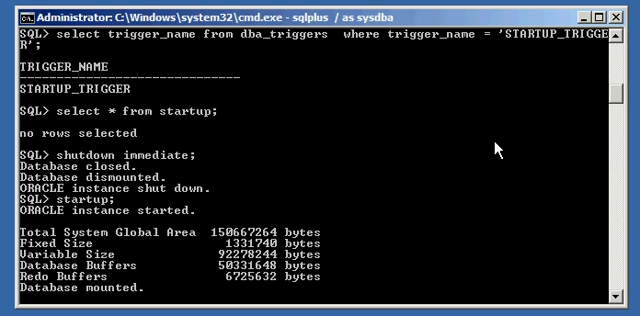 Administrator: C:\Windows\system32\cmd.exe - sqlplus / as sysdba
SQL> select trigger_name from dba_triggers  where trigger_name = 'STARTUP_TRIGGE
R';
TRIGGER_NAME
------------------------------
STARTUP_TRIGGER
SQL> select * from startup;
no rows selected
SQL> shutdown immediate;
Database closed.
Database dismounted.
ORACLE instance shut down.
SQL> startup;
ORACLE instance started.
Total System Global Area  150667264 bytes
Fixed Size                  1331740 bytes
Variable Size              92278244 bytes
Database Buffers           50331648 bytes
Redo Buffers                6725632 bytes
Database mounted.